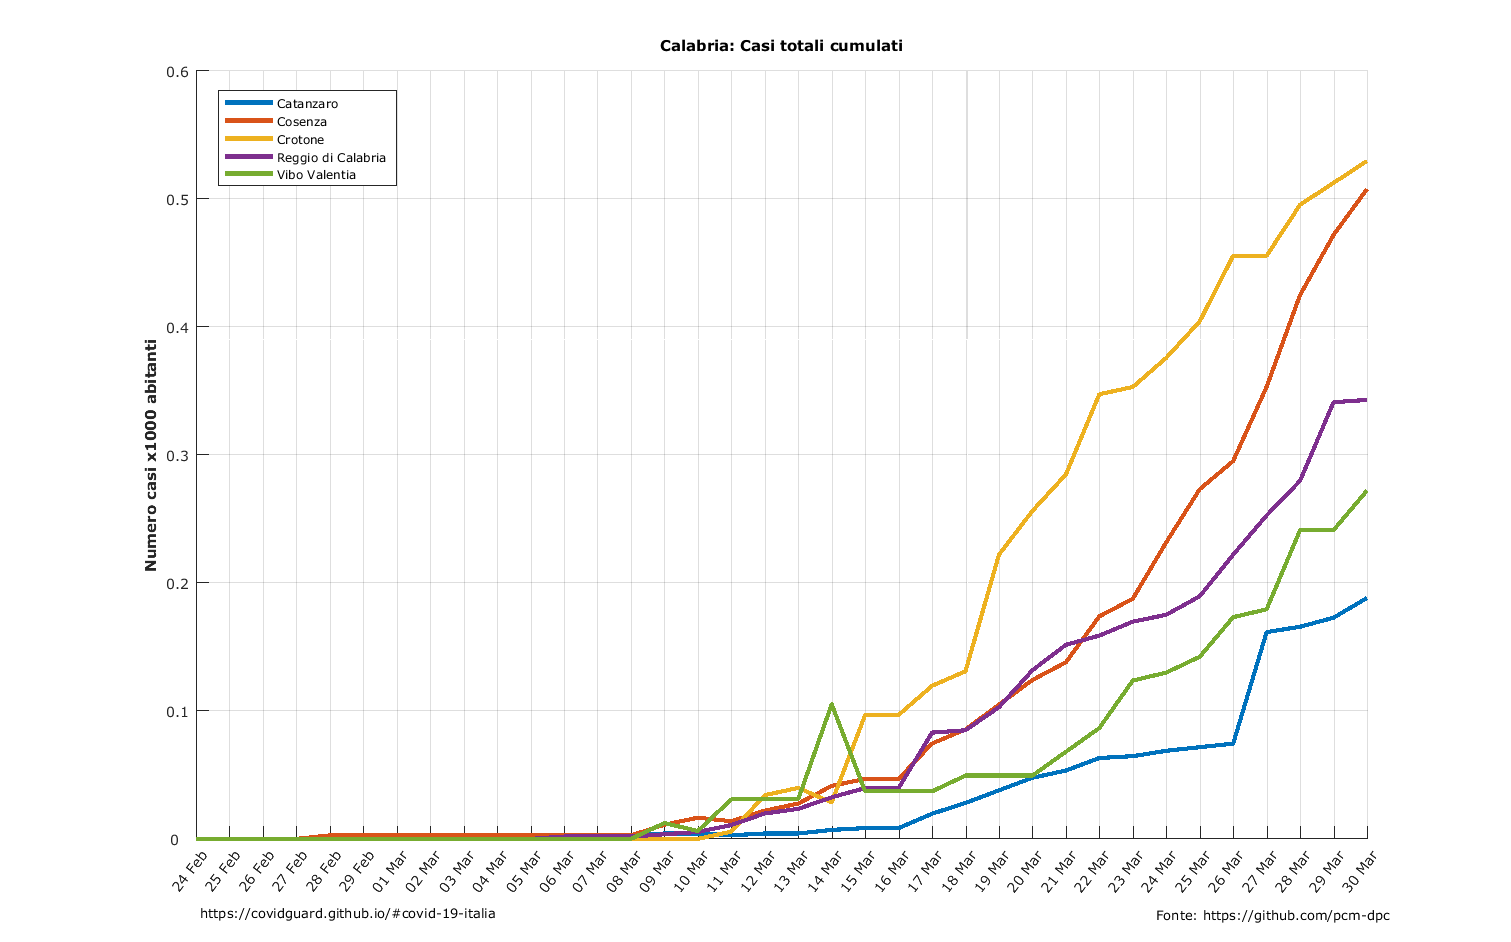 Calabria: Casi totali cumulati
Numero casi x1000 abitanti
0.6
0.5
0.4
0.3
0.2
0.1
0
Catanzaro
Cosenza
Crotone
Reggio di Calabria
Vibo Valentia
24 Feb
25 Feb
26 Feb
27 Feb
28 Feb
29 Feb
01 Mar
02 Mar
03 Mar
04 Mar
05 Mar
06 Mar
07 Mar
08 Mar
09 Mar
10 Mar
11 Mar
12 Mar
13 Mar
14 Mar
15 Mar
16 Mar
17 Mar
18 Mar
19 Mar
20 Mar
21 Mar
22 Mar
23 Mar
24 Mar
25 Mar
26 Mar
27 Mar
28 Mar
29 Mar
30 Mar
https://covidguard.github.io/#covid-19-italia
Fonte: https://github.com/pcm-dpc